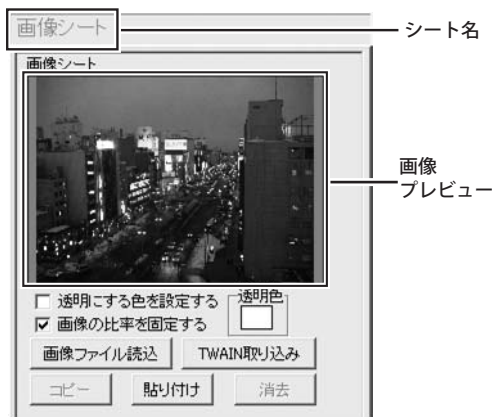 画像シート
シート名
画像シート
画像
プレビュー
透明にする色を設定する
透明色
画像の比率を固定する
画像ファイル読込
TWAIN取り込み
コピー
貼り付け
消去